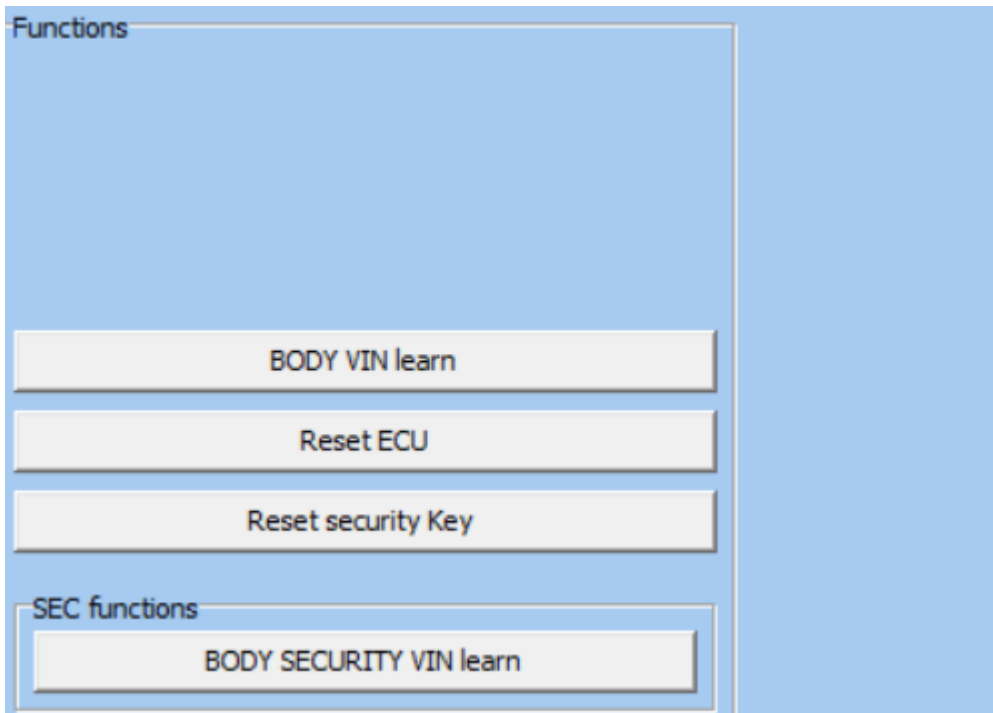 Functions
BODY VIN learn
Reset ECU
Reset security Key
SEC functions
BODY SECURITY VIN learn